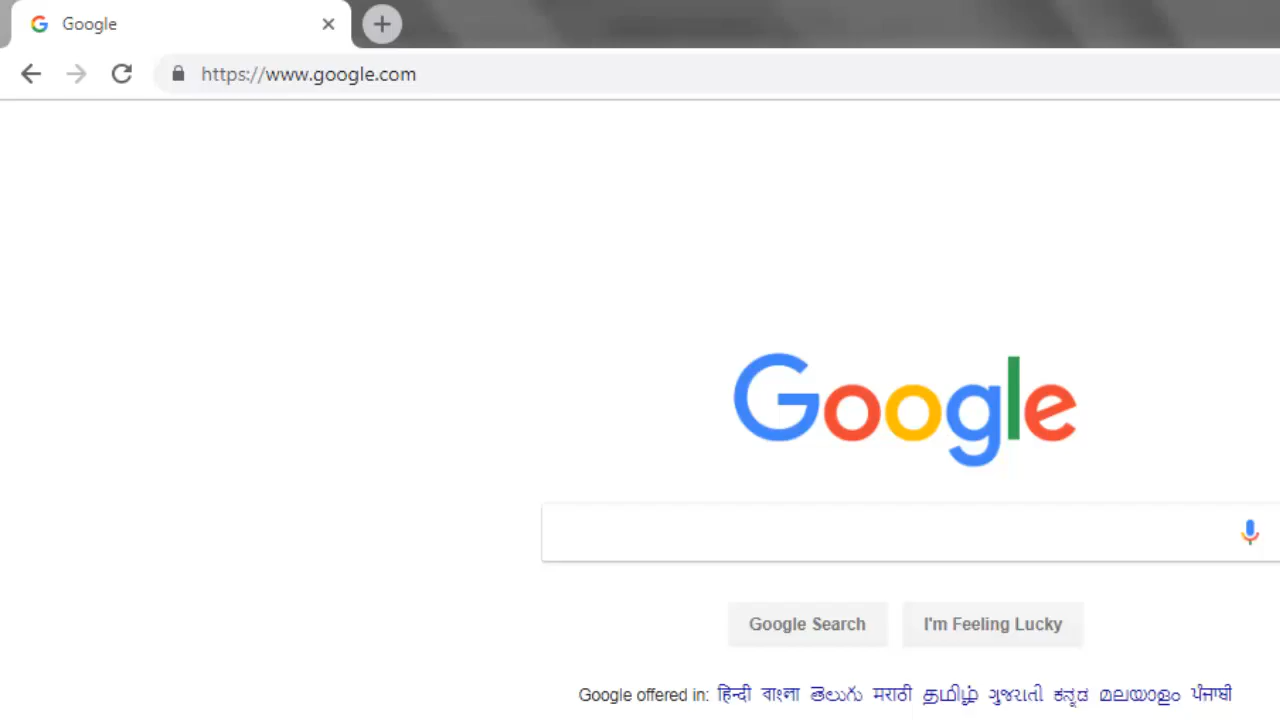 Google
https://www.google.com
Google
Google Search I'm Feeling Lucky
Google offered in: हिन्दी বাংলা తెలుగు मराठी தமிழ் ગુજરાતી ಕನ್ನಡ മലയാളം ਪੰਜਾਬੀ